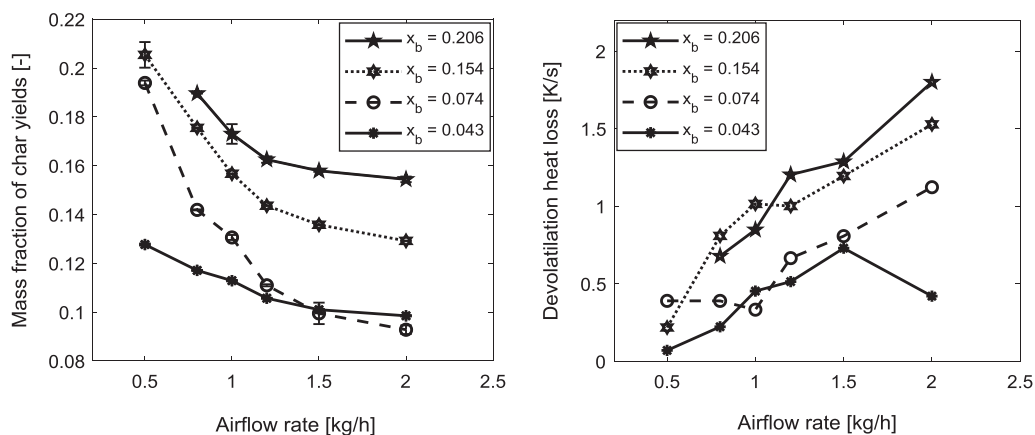 0.22
0.2
0.18
0.16
0.14
0.12
0.1
0.08
Mass fraction of char yields [-]
x_b = 0.206
x_b = 0.154
x_b = 0.074
x_b = 0.043
0.5 1 1.5 2 2.5
Airflow rate [kg/h]
2
1.5
1
0.5
0
Devolatilation heat loss [K/s]
x_b = 0.206
x_b = 0.154
x_b = 0.074
x_b = 0.043
0.5 1 1.5 2 2.5
Airflow rate [kg/h]